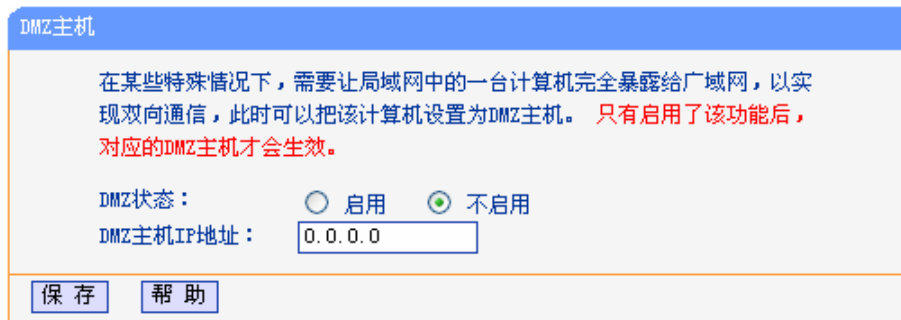 DMZ主机
在某些特殊情况下，需要让局域网中的一台计算机完全暴露给广域网，以实
现双向通信，此时可以把该计算机设置为DMZ主机。 只有启用了该功能后，
对应的DMZ主机才会生效。
DMZ状态： 启用 不启用
DMZ主机IP地址： 0.0.0.0
保 存 帮 助